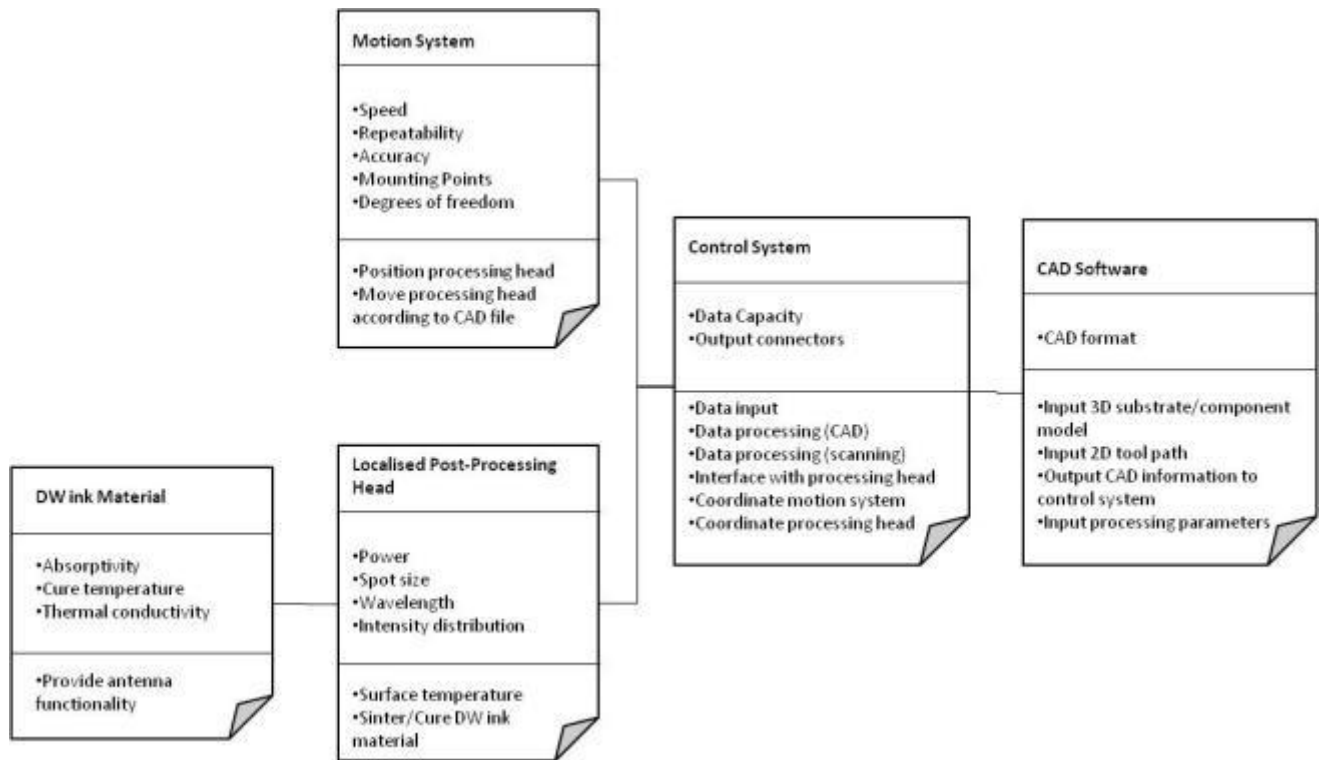 Motion System
•Speed
•Repeatability
•Accuracy
•Mounting Points
•Degrees of freedom
•Position processing head
•Move processing head
according to CAD file
Control System
•Data Capacity
•Output connectors
•Data input
•Data processing (CAD)
•Data processing (scanning)
•Interface with processing head
•Coordinate motion system
•Coordinate processing head
CAD Software
•CAD format
•Input 3D substrate/component
model
•Input 2D tool path
•Output CAD information to
control system
•Input processing parameters
DW ink Material
•Absorptivity
•Cure temperature
•Thermal conductivity
•Provide antenna
functionality
Localised Post-Processing
Head
•Power
•Spot size
•Wavelength
•Intensity distribution
•Surface temperature
•Sinter/Cure DW ink
material